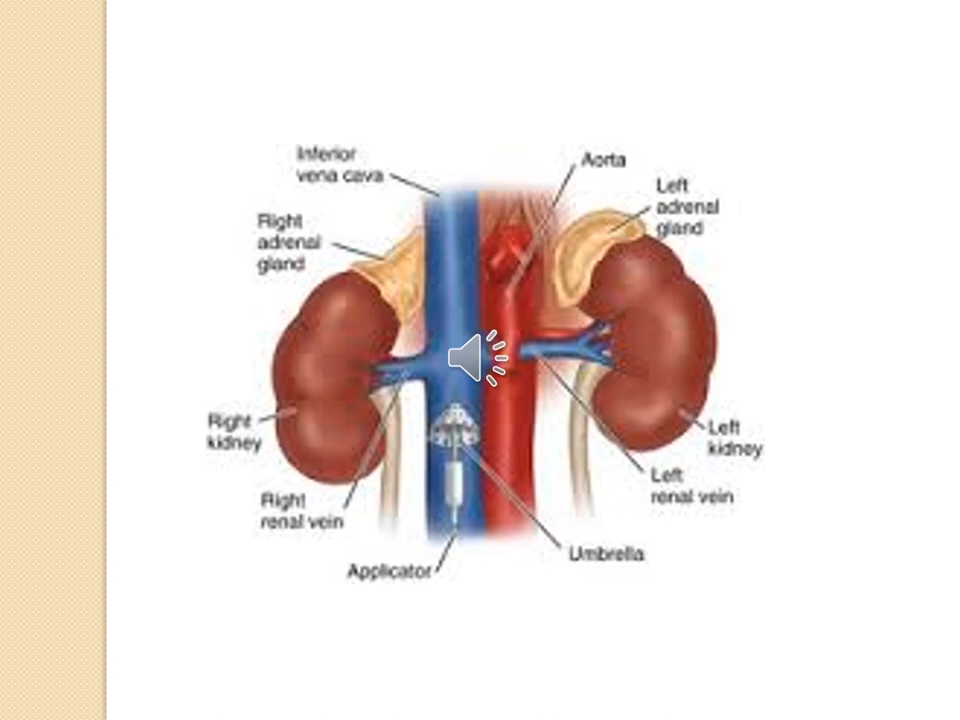 Inferior
vena cava
Aorta
Left
adrenal
gland
Right
adrenal
gland
Right
kidney
Left
kidney
Left
renal vein
Right
renal vein
Umbrella
Applicator